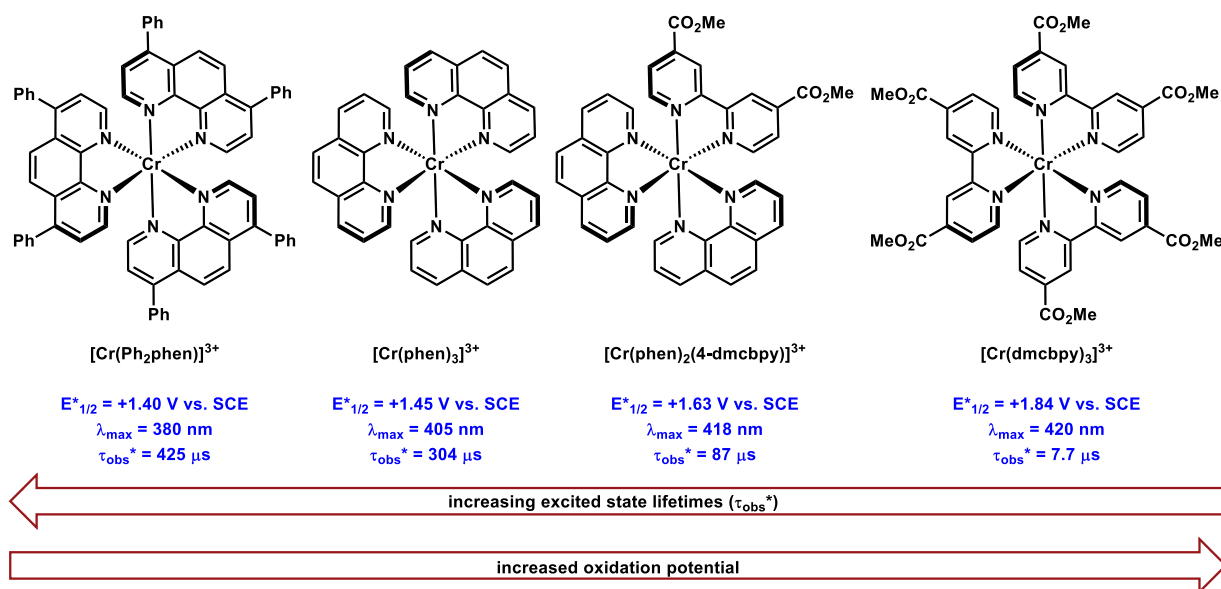 CO₂Me
Ph
Ph
Ph
Ph
Ph
Ph
N
N
N
N
N
N
Cr
N
N
N
N
N
N
Cr
CO₂Me
N
N
N
N
N
N
Cr
CO₂Me
MeO₂C
CO₂Me
MeO₂C
CO₂Me
CO₂Me
N
N
N
N
N
N
Cr
[Cr(Ph₂phen)]³⁺
[Cr(phen)₃]³⁺
[Cr(phen)₂(4-dmcbpy)]³⁺
[Cr(dmcbpy)₃]³⁺
E*₁/₂ = +1.40 V vs. SCE
λmax = 380 nm
τobs* = 425 μs
E*₁/₂ = +1.45 V vs. SCE
λmax = 405 nm
τobs* = 304 μs
E*₁/₂ = +1.63 V vs. SCE
λmax = 418 nm
τobs* = 87 μs
E*₁/₂ = +1.84 V vs. SCE
λmax = 420 nm
τobs* = 7.7 μs
increasing excited state lifetimes (τobs*)
increased oxidation potential